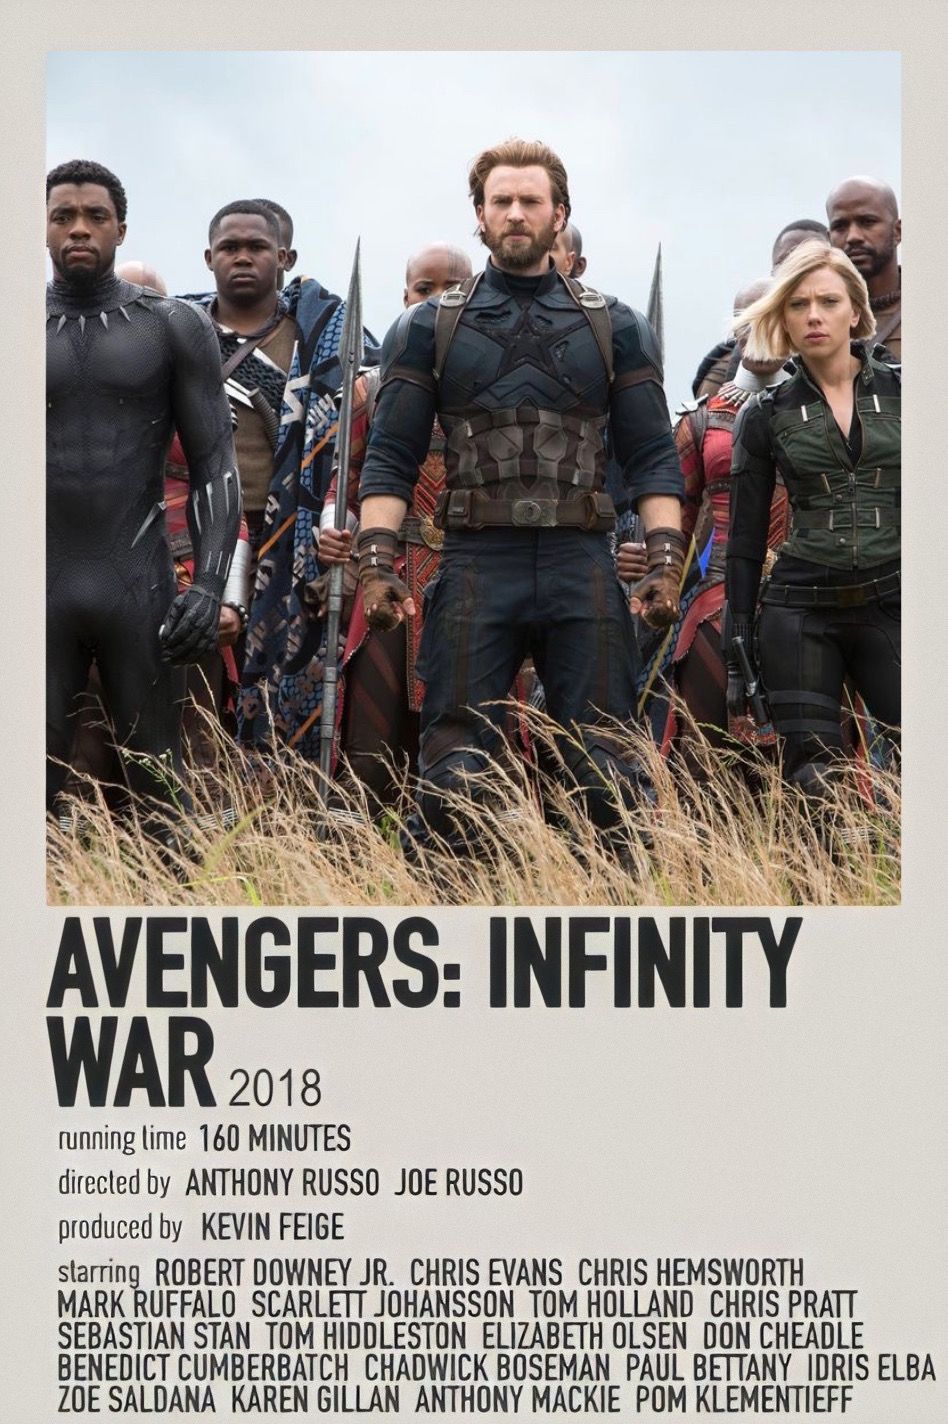 AVENGERS: INFINITY
WAR 2018
running time 160 MINUTES
directed by ANTHONY RUSSO JOE RUSSO
produced by KEVIN FEIGE
starring ROBERT DOWNEY JR. CHRIS EVANS CHRIS HEMSWORTH
MARK RUFFALO SCARLETT JOHANSSON TOM HOLLAND CHRIS PRATT
SEBASTIAN STAN TOM HIDDLESTON ELIZABETH OLSEN DON CHEADLE
BENEDICT CUMBERBATCH CHADWICK BOSEMAN PAUL BETTANY IDRIS ELBA
ZOE SALDANA KAREN GILLAN ANTHONY MACKIE POM KLEMENTIEFF